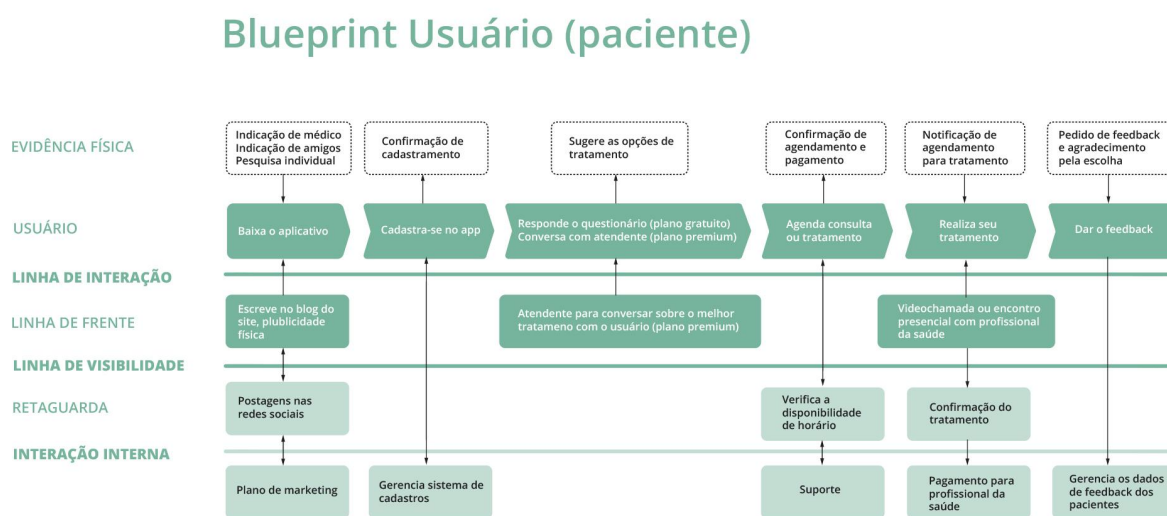 Blueprint Usuário (paciente)
EVIDÊNCIA FÍSICA
Indicação de médico
Indicação de amigos
Pesquisa individual
Confirmação de
cadastramento
Sugere as opções de
tratamento
Confirmação de
agendamento e
pagamento
Notificação de
agendamento
para tratamento
Pedido de feedback
e agradecimento
pela escolha
USUÁRIO
Baixa o aplicativo
Cadastra-se no app
Responde o questionário (plano gratuito)
Conversa com atendente (plano premium)
Agenda consulta
ou tratamento
Realiza seu
tratamento
Dar o feedback
LINHA DE INTERAÇÃO
LINHA DE FRENTE
Escreve no blog do
site, plublicidade
física
Atendente para conversar sobre o melhor
tratameno com o usuário (plano premium)
Videochamada ou encontro
presencial com profissional
da saúde
LINHA DE VISIBILIDADE
RETAGUARDA
Postagens nas
redes sociais
Verifica a
disponibilidade
de horário
Confirmação do
tratamento
INTERAÇÃO INTERNA
Plano de marketing
Gerencia sistema de
cadastros
Suporte
Pagamento para
profissional da
saúde
Gerencia os dados
de feedback dos
pacientes